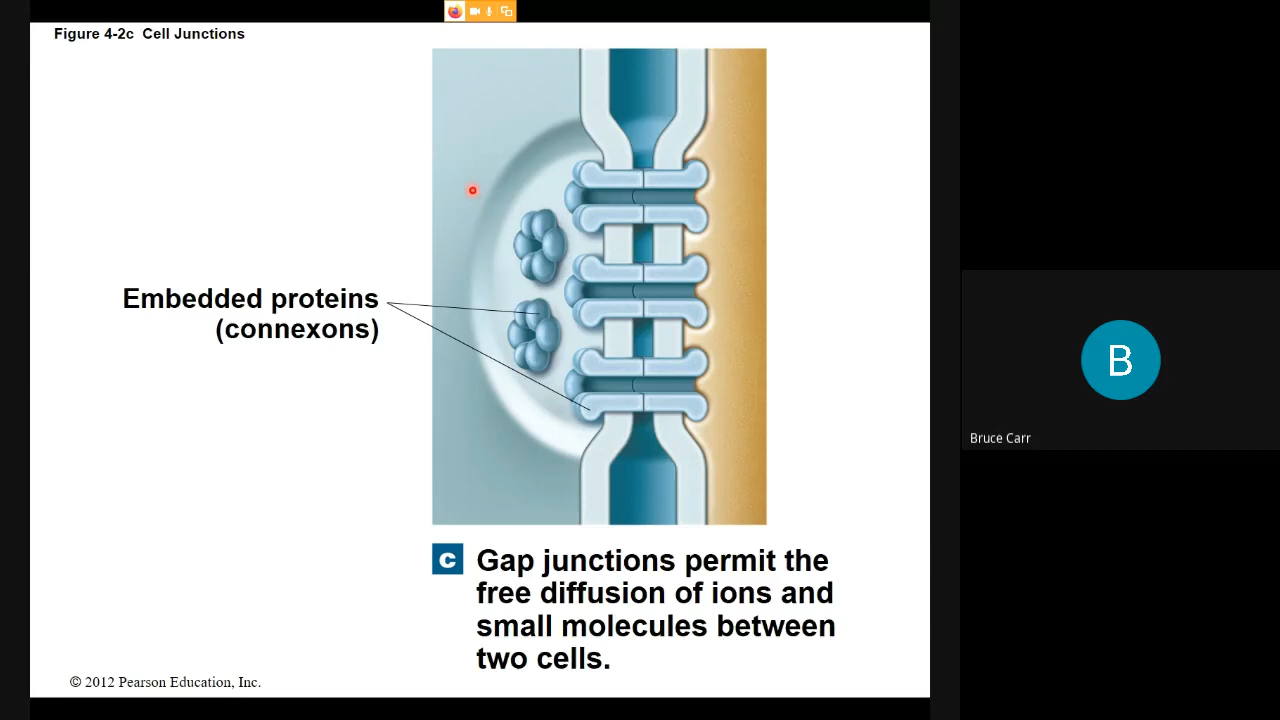 Figure 4-2c Cell Junctions
Embedded proteins
(connexons)
c Gap junctions permit the
free diffusion of ions and
small molecules between
two cells.
© 2012 Pearson Education, Inc.
B
Bruce Carr